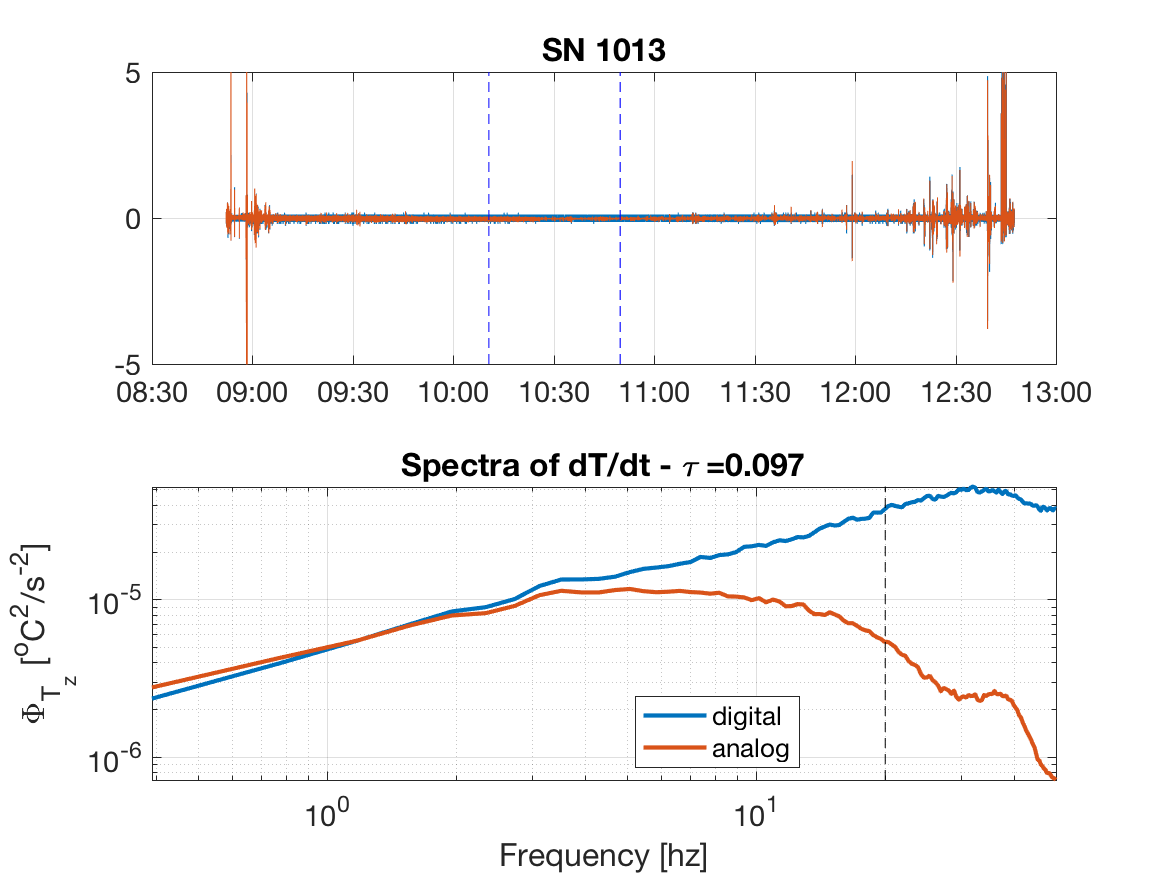 SN 1013
5
0
-5
08:30 09:00 09:30 10:00 10:30 11:00 11:30 12:00 12:30 13:00
Spectra of dT/dt - τ =0.097
Φ_{T_z} [°C²/s⁻²]
10⁻⁵
10⁻⁶
digital
analog
10⁰ 10¹
Frequency [hz]